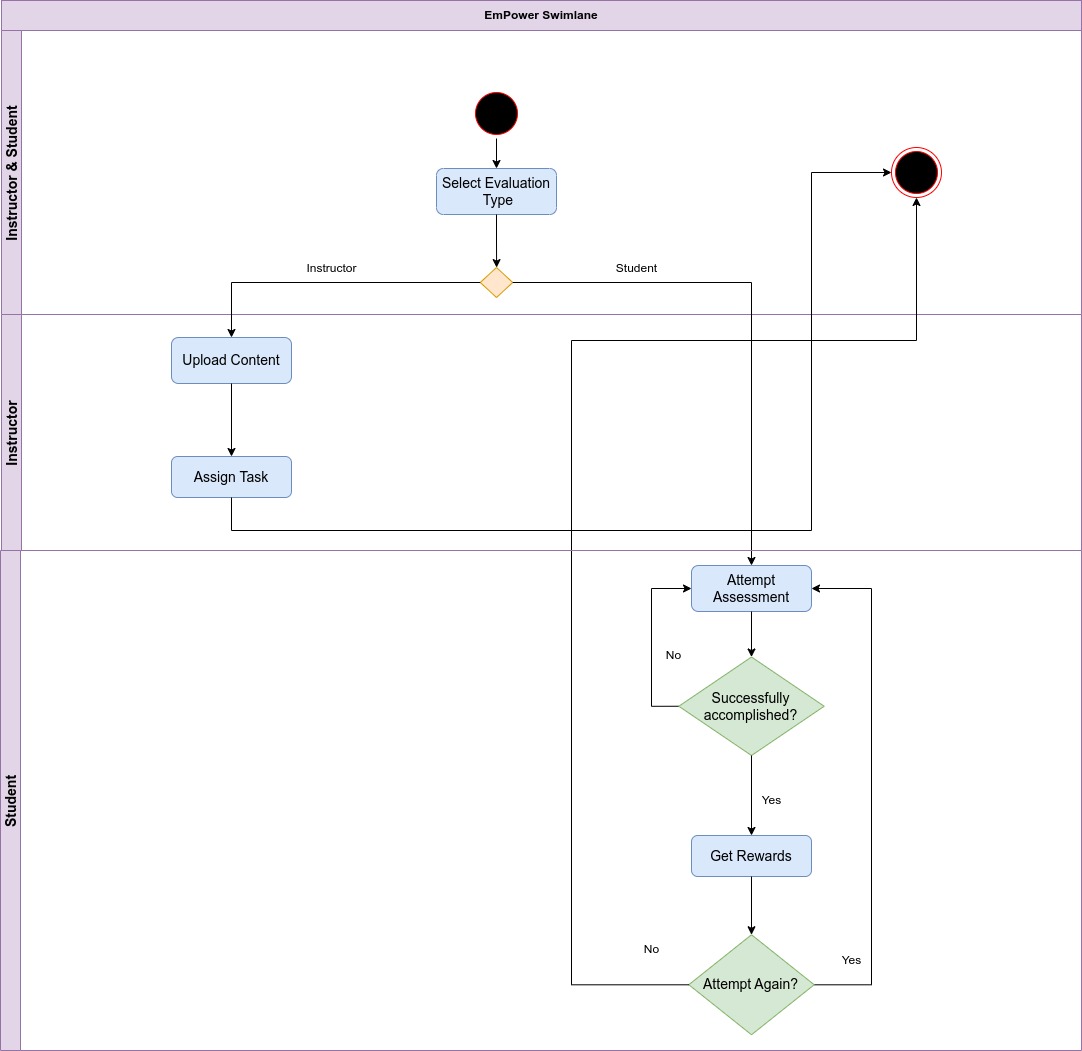 EmPower Swimlane
Instructor & Student
Select Evaluation
Type
Instructor
Student
Instructor
Upload Content
Assign Task
Student
Attempt
Assessment
No
Successfully
accomplished?
Yes
Get Rewards
No
Yes
Attempt Again?